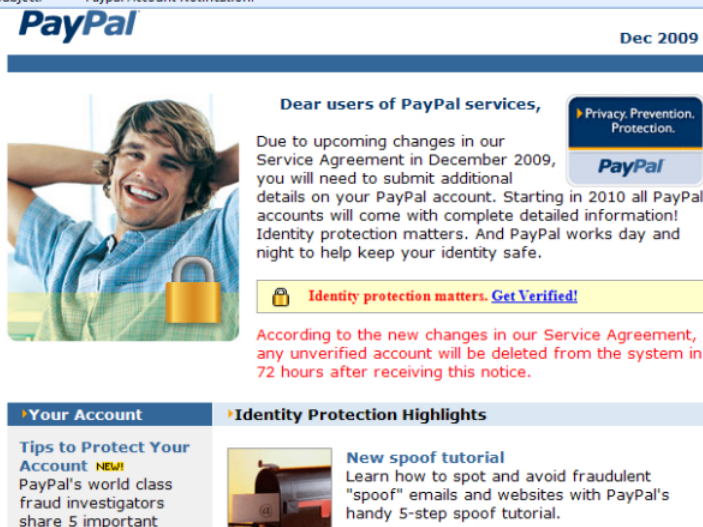 Paypal Account Notification.
PayPal
Dec 2009
Dear users of PayPal services,
Privacy. Prevention.
Protection.
PayPal
Due to upcoming changes in our
Service Agreement in December 2009,
you will need to submit additional
details on your PayPal account. Starting in 2010 all PayPal
accounts will come with complete detailed information!
Identity protection matters. And PayPal works day and
night to help keep your identity safe.
Identity protection matters. Get Verified!
According to the new changes in our Service Agreement,
any unverified account will be deleted from the system in
72 hours after receiving this notice.
Your Account
Identity Protection Highlights
Tips to Protect Your
Account NEW!
PayPal's world class
fraud investigators
share 5 important
New spoof tutorial
Learn how to spot and avoid fraudulent
"spoof" emails and websites with PayPal's
handy 5-step spoof tutorial.